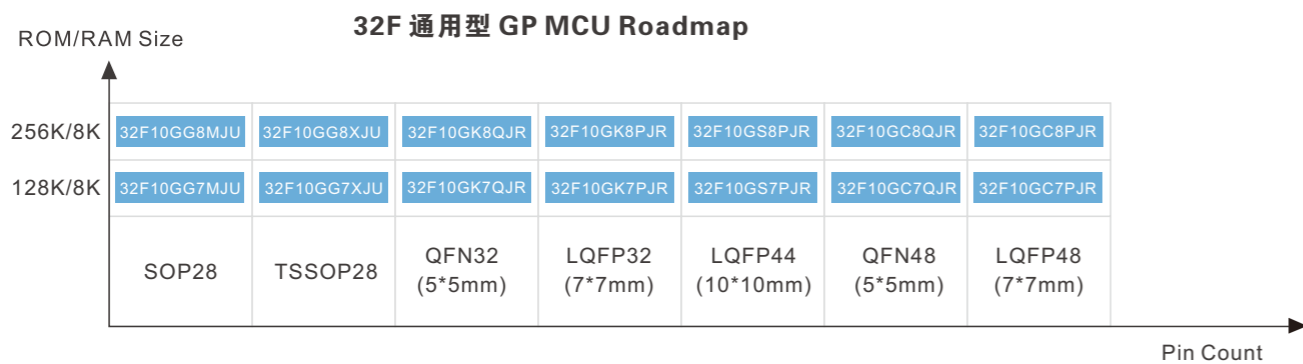 32F 通用型 GP MCU Roadmap
ROM/RAM Size
256K/8K 32F10GG8MJU 32F10GG8XJU 32F10GK8QJR 32F10GK8PJR 32F10GS8PJR 32F10GC8QJR 32F10GC8PJR
128K/8K 32F10GG7MJU 32F10GG7XJU 32F10GK7QJR 32F10GK7PJR 32F10GS7PJR 32F10GC7QJR 32F10GC7PJR
SOP28 TSSOP28 QFN32 LQFP32 LQFP44 QFN48 LQFP48
(5*5mm) (7*7mm) (10*10mm) (5*5mm) (7*7mm)
Pin Count